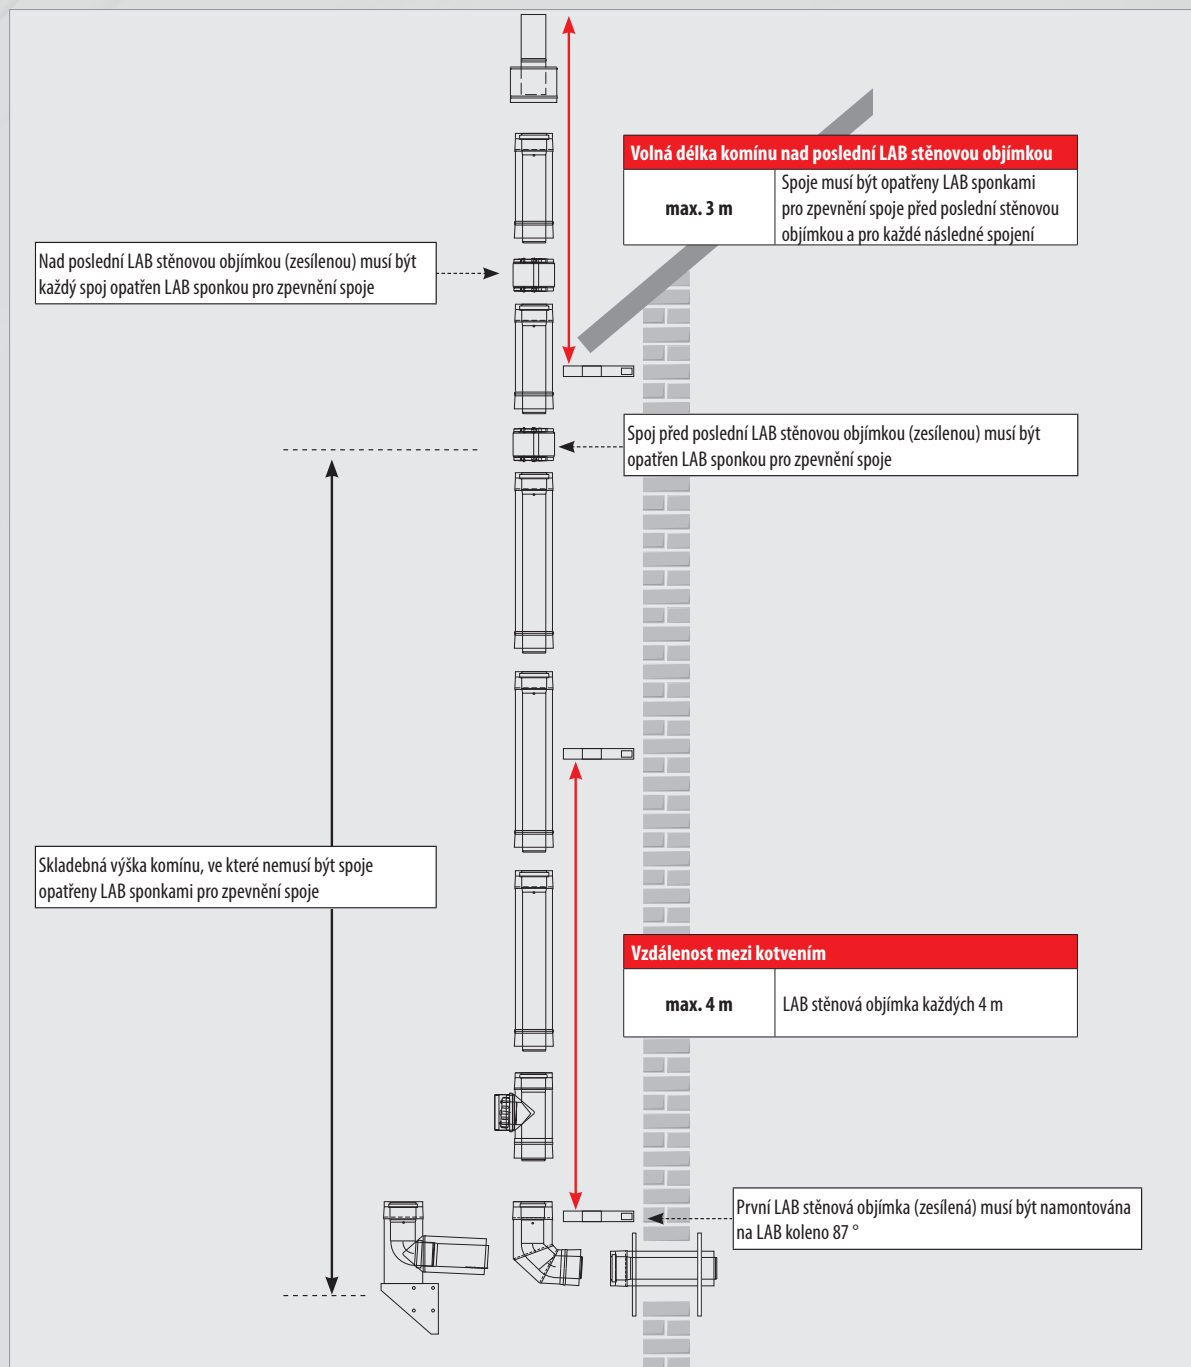 Volná délka komínu nad poslední LAB stěnovou objímkou
max. 3 m
Spoje musí být opatřeny LAB sponkami
pro zpevnění spoje před poslední stěnovou
objímkou a pro každé následné spojení
Nad poslední LAB stěnovou objímkou (zesílenou) musí být
každý spoj opatřen LAB sponkou pro zpevnění spoje
Spoj před poslední LAB stěnovou objímkou (zesílenou) musí být
opatřen LAB sponkou pro zpevnění spoje
Skladebná výška komínu, ve které nemusí být spoje
opatřeny LAB sponkami pro zpevnění spoje
Vzdálenost mezi kotvením
max. 4 m
LAB stěnová objímka každých 4 m
První LAB stěnová objímka (zesílená) musí být namontována
na LAB koleno 87 °